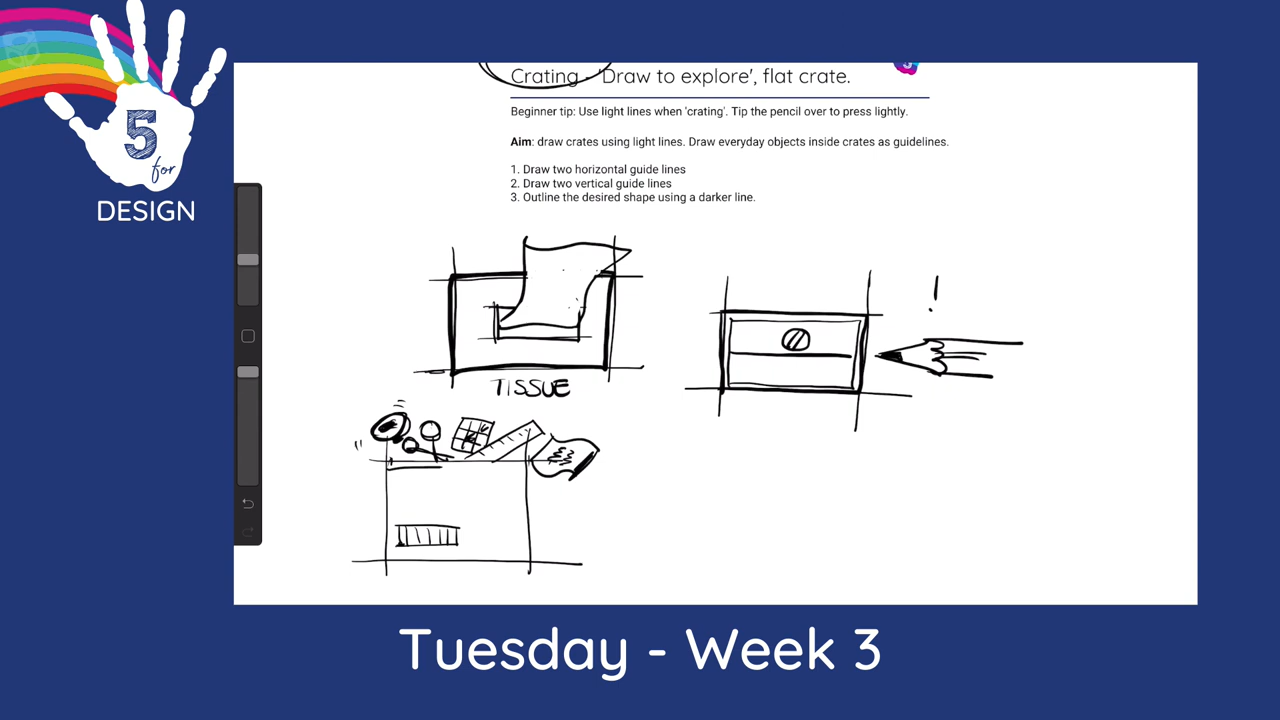 5
for
DESIGN
Crating - 'Draw to explore', flat crate.
Beginner tip: Use light lines when 'crating'. Tip the pencil over to press lightly.
Aim: draw crates using light lines. Draw everyday objects inside crates as guidelines.
1. Draw two horizontal guide lines
2. Draw two vertical guide lines
3. Outline the desired shape using a darker line.
!
TISSUE
Tuesday - Week 3